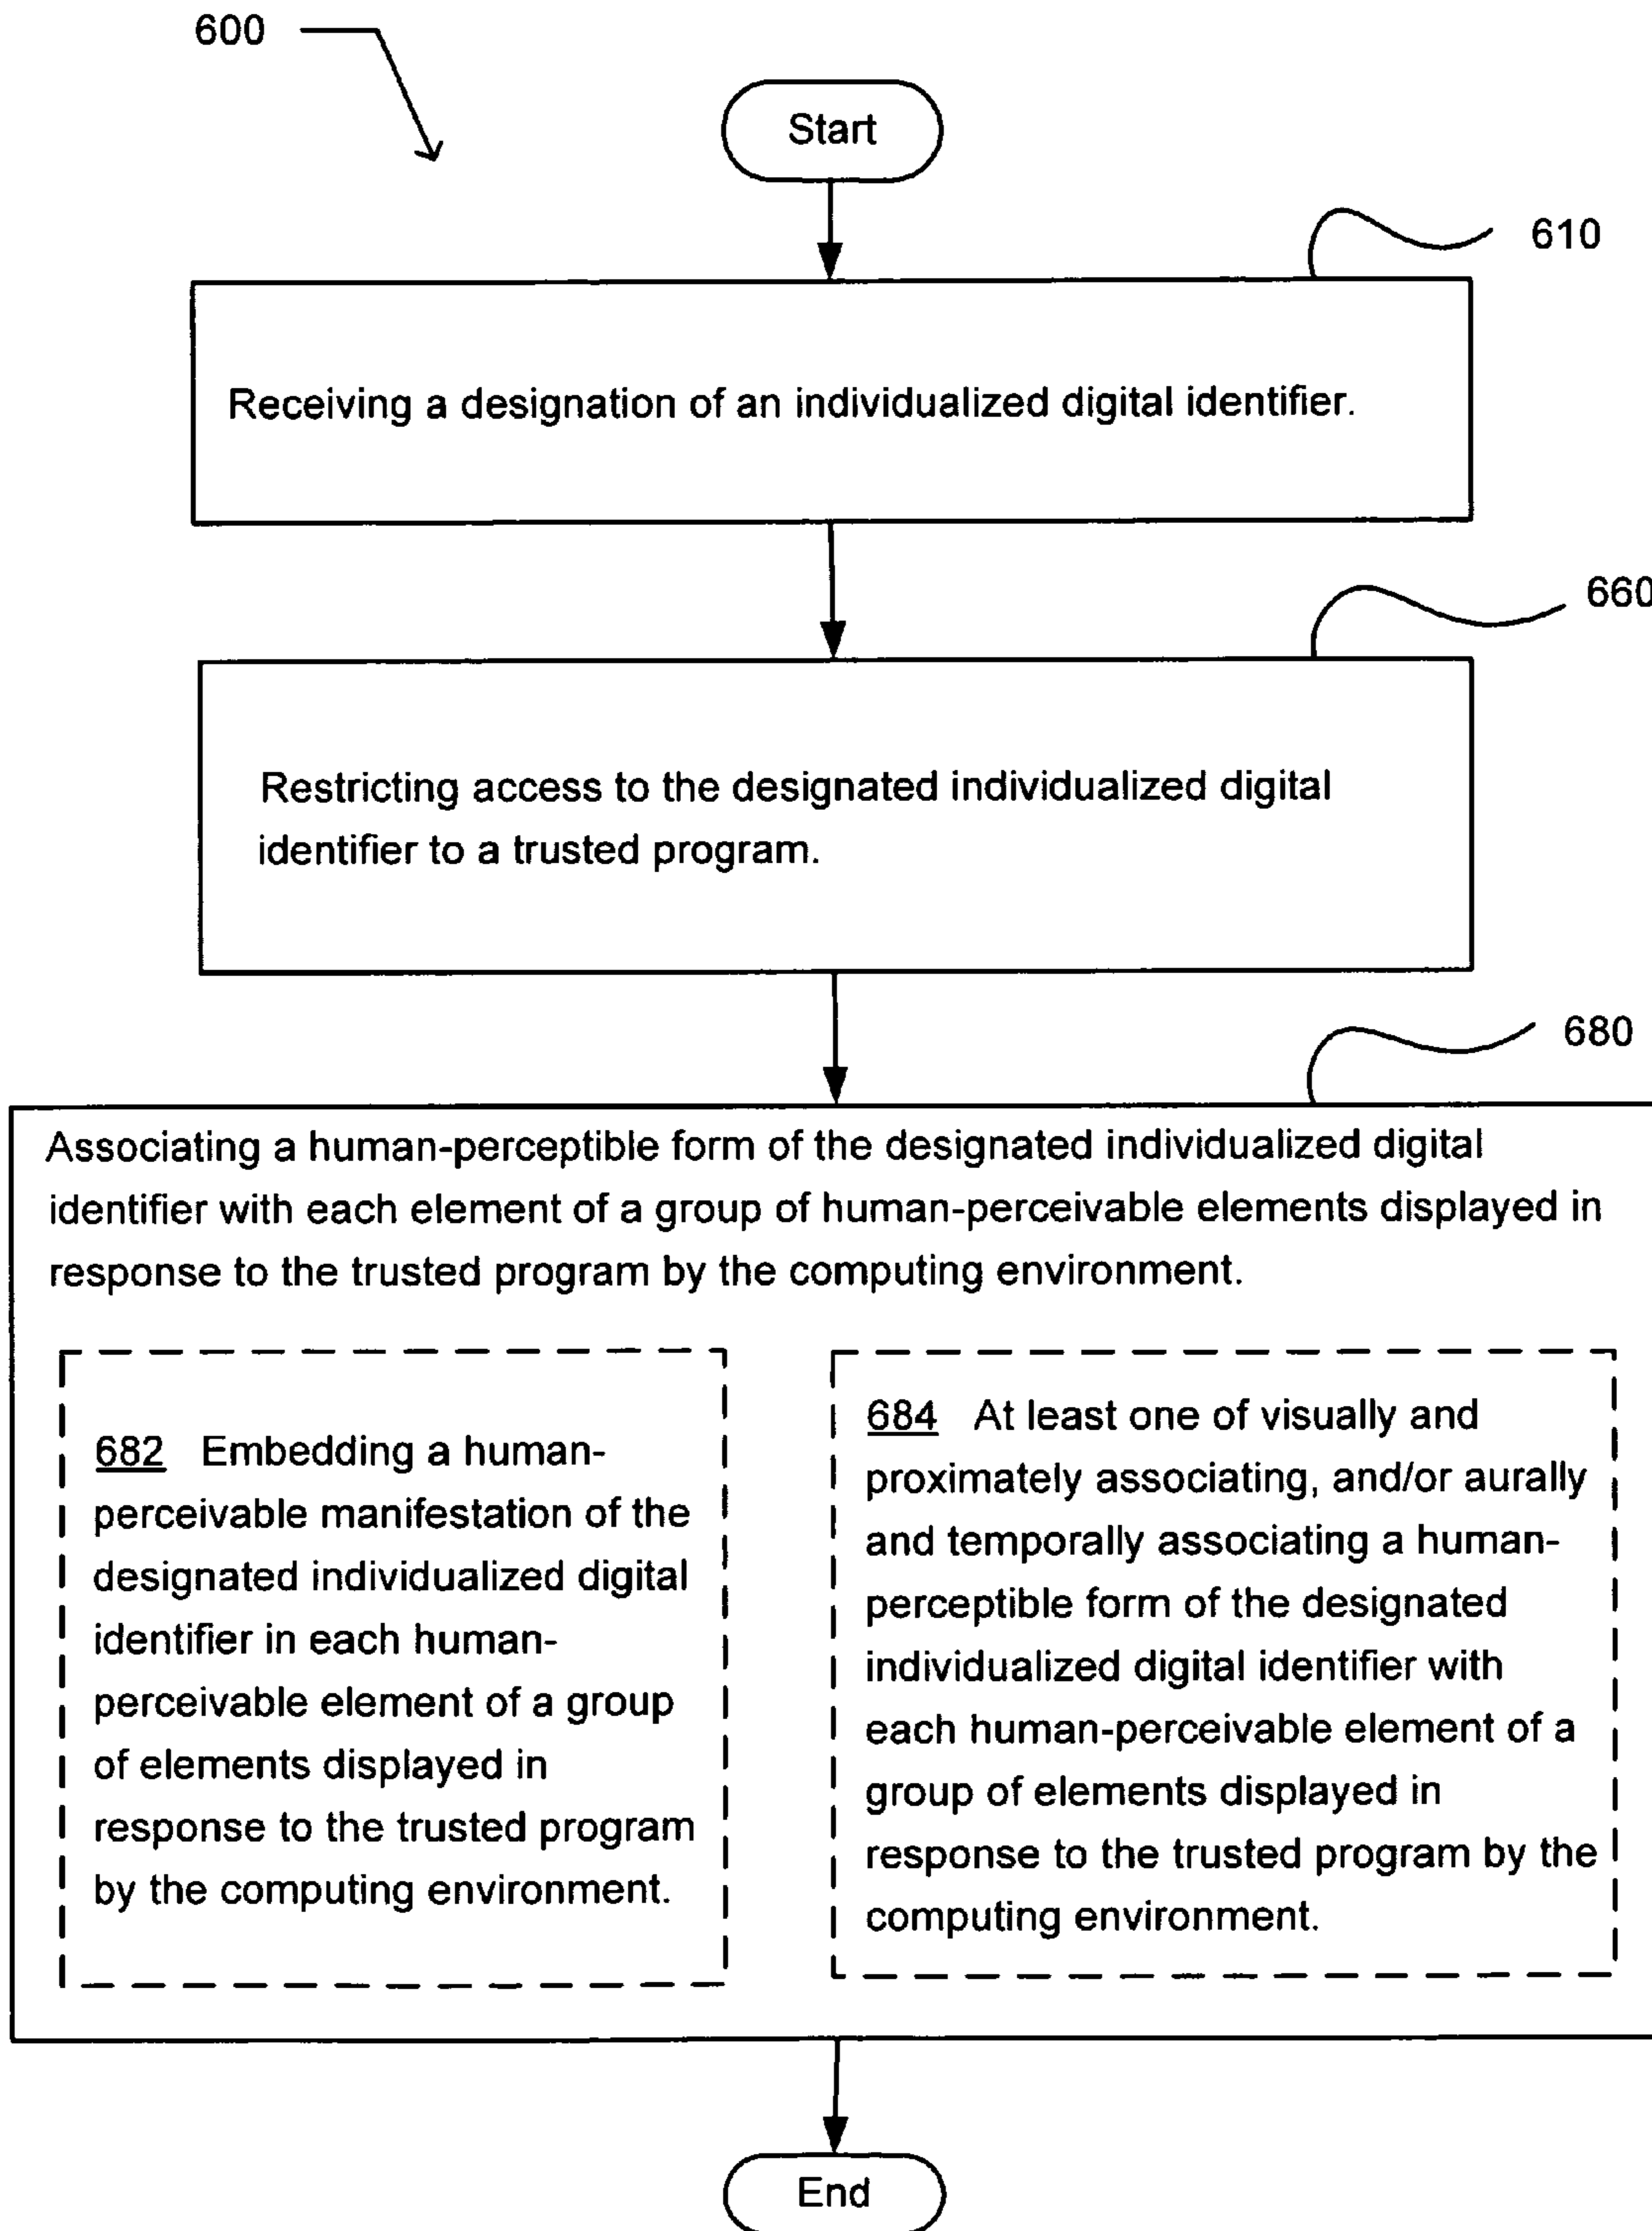 600
Start
610
Receiving a designation of an individualized digital identifier.
660
Restricting access to the designated individualized digital
identifier to a trusted program.
680
Associating a human-perceptible form of the designated individualized digital
identifier with each element of a group of human-perceivable elements displayed in
response to the trusted program by the computing environment.
682 Embedding a human-
perceivable manifestation of the
designated individualized digital
identifier in each human-
perceivable element of a group
of elements displayed in
response to the trusted program
by the computing environment.
684 At least one of visually and
proximately associating, and/or aurally
and temporally associating a human-
perceptible form of the designated
individualized digital identifier with
each human-perceivable element of a
group of elements displayed in
response to the trusted program by the
computing environment.
End